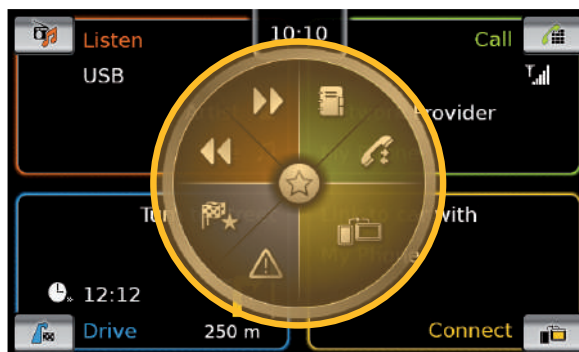 Listen
10:10
Call
USB
Provider
with
12:12
Drive
250 m
Connect